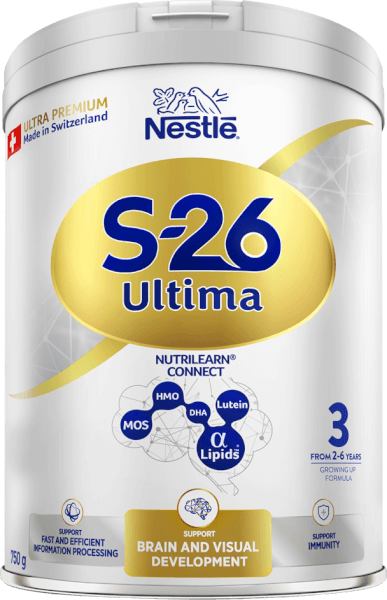 ULTRA PREMIUM
Made in Switzerland
Nestlé®
S-26
Ultima
NUTRILEARN®
CONNECT
MOS
HMO
DHA
Lutein
α
Lipids
3
FROM 2-6 YEARS
GROWING UP
FORMULA
SUPPORT
FAST AND EFFICIENT
INFORMATION PROCESSING
SUPPORT
BRAIN AND VISUAL
DEVELOPMENT
SUPPORT
IMMUNITY
750 g